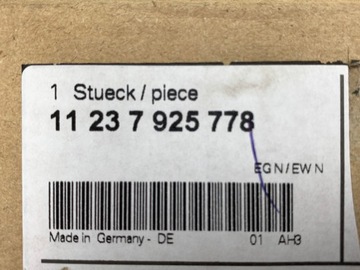 1 Stueck / piece
11 23 7 925 778
EGN/EWN
Made in Germany - DE 01 AH3